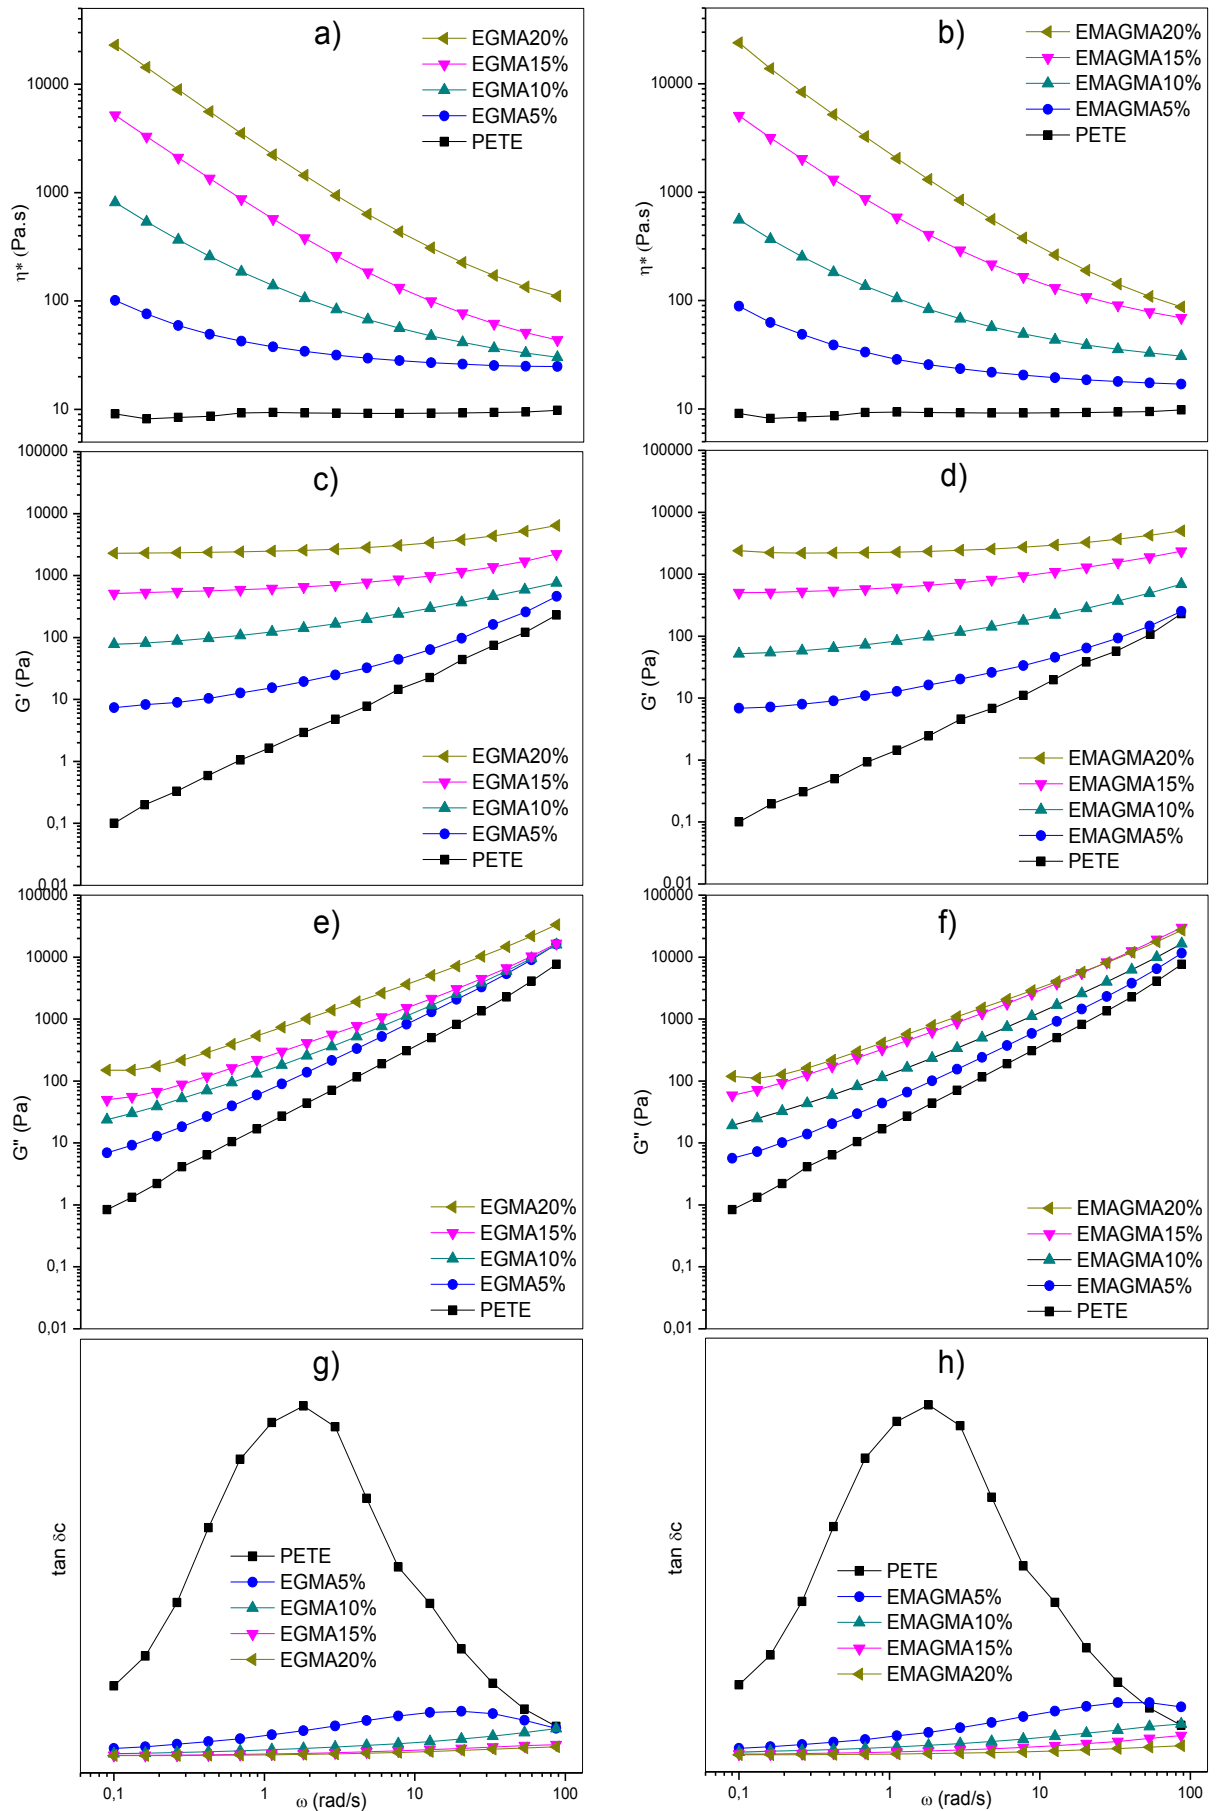 a)
EGMA20%
EGMA15%
EGMA10%
EGMA5%
PETE
10000
1000
100
10
η* (Pa.s)
b)
EMAGMA20%
EMAGMA15%
EMAGMA10%
EMAGMA5%
PETE
10000
1000
100
10
η* (Pa.s)
c)
100000
10000
1000
100
10
1
0,1
0,01
G' (Pa)
EGMA20%
EGMA15%
EGMA10%
EGMA5%
PETE
d)
100000
10000
1000
100
10
1
0,1
0,01
G' (Pa)
EMAGMA20%
EMAGMA15%
EMAGMA10%
EMAGMA5%
PETE
e)
100000
10000
1000
100
10
1
0,1
0,01
G" (Pa)
EGMA20%
EGMA15%
EGMA10%
EGMA5%
PETE
f)
100000
10000
1000
100
10
1
0,1
0,01
G" (Pa)
EMAGMA20%
EMAGMA15%
EMAGMA10%
EMAGMA5%
PETE
g)
tan δc
PETE
EGMA5%
EGMA10%
EGMA15%
EGMA20%
0,1 1 10 100
ω (rad/s)
h)
tan δc
PETE
EMAGMA5%
EMAGMA10%
EMAGMA15%
EMAGMA20%
0,1 1 10 100
ω (rad/s)